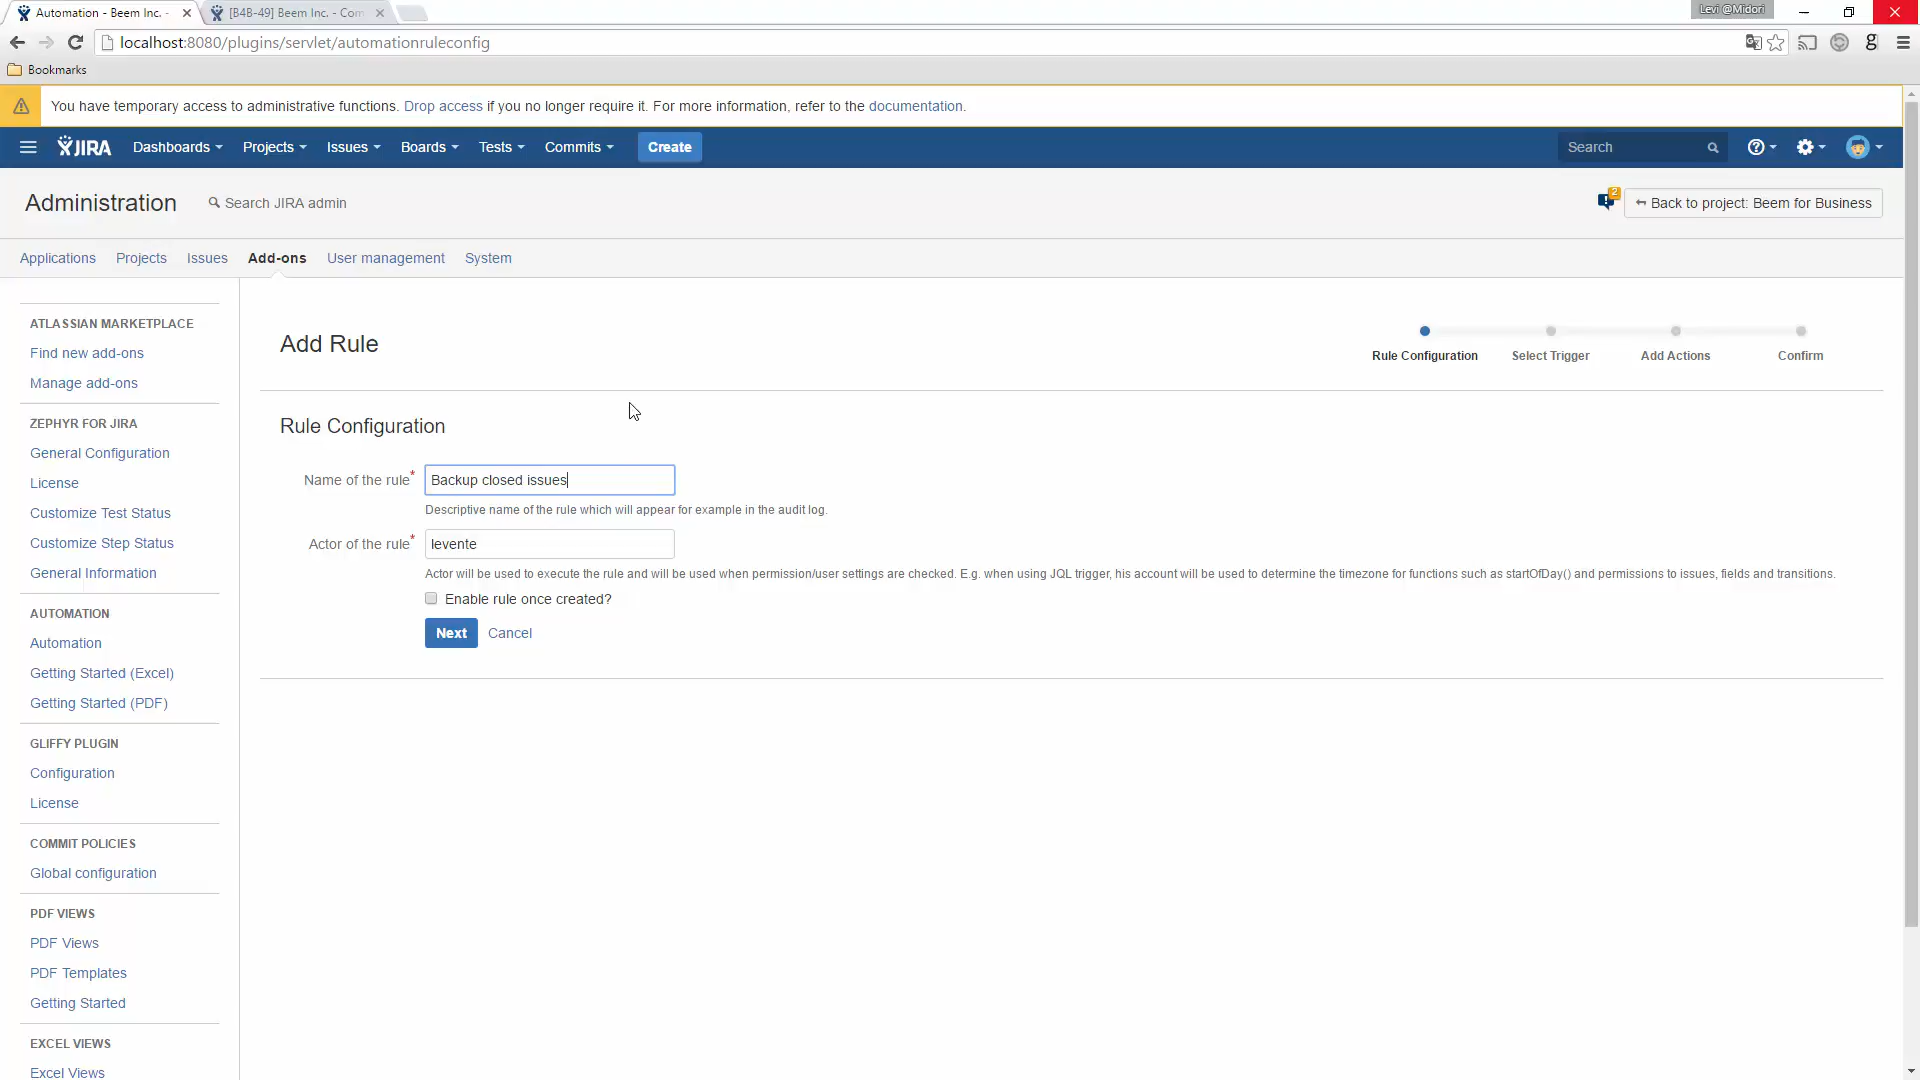 Automation - Beem Inc. -
[B4B-49] Beem Inc. - Com
Levi @Midori
localhost:8080/plugins/servlet/automationruleconfig
g
Bookmarks
You have temporary access to administrative functions. Drop access if you no longer require it. For more information, refer to the documentation.
JIRA Dashboards Projects Issues Boards Tests Commits Create Search
Administration Search JIRA admin 2 Back to project: Beem for Business
Applications Projects Issues Add-ons User management System
ATLASSIAN MARKETPLACE
Find new add-ons
Manage add-ons
ZEPHYR FOR JIRA
General Configuration
License
Customize Test Status
Customize Step Status
General Information
AUTOMATION
Automation
Getting Started (Excel)
Getting Started (PDF)
GLIFFY PLUGIN
Configuration
License
COMMIT POLICIES
Global configuration
PDF VIEWS
PDF Views
PDF Templates
Getting Started
EXCEL VIEWS
Excel Views
Add Rule
Rule Configuration Select Trigger Add Actions Confirm
Rule Configuration
Name of the rule* Backup closed issues
Descriptive name of the rule which will appear for example in the audit log.
Actor of the rule* levente
Actor will be used to execute the rule and will be used when permission/user settings are checked. E.g. when using JQL trigger, his account will be used to determine the timezone for functions such as startOfDay() and permissions to issues, fields and transitions.
Enable rule once created?
Next Cancel